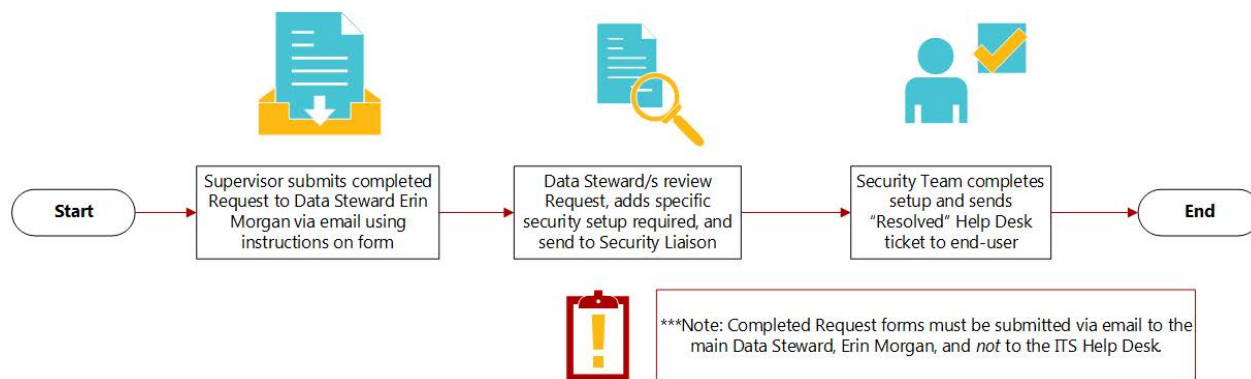 Start
Supervisor submits completed
Request to Data Steward Erin
Morgan via email using
instructions on form
Data Steward/s review
Request, adds specific
security setup required, and
send to Security Liaison
Security Team completes
setup and sends
“Resolved” Help Desk
ticket to end-user
End
***Note: Completed Request forms must be submitted via email to the
main Data Steward, Erin Morgan, and not to the ITS Help Desk.